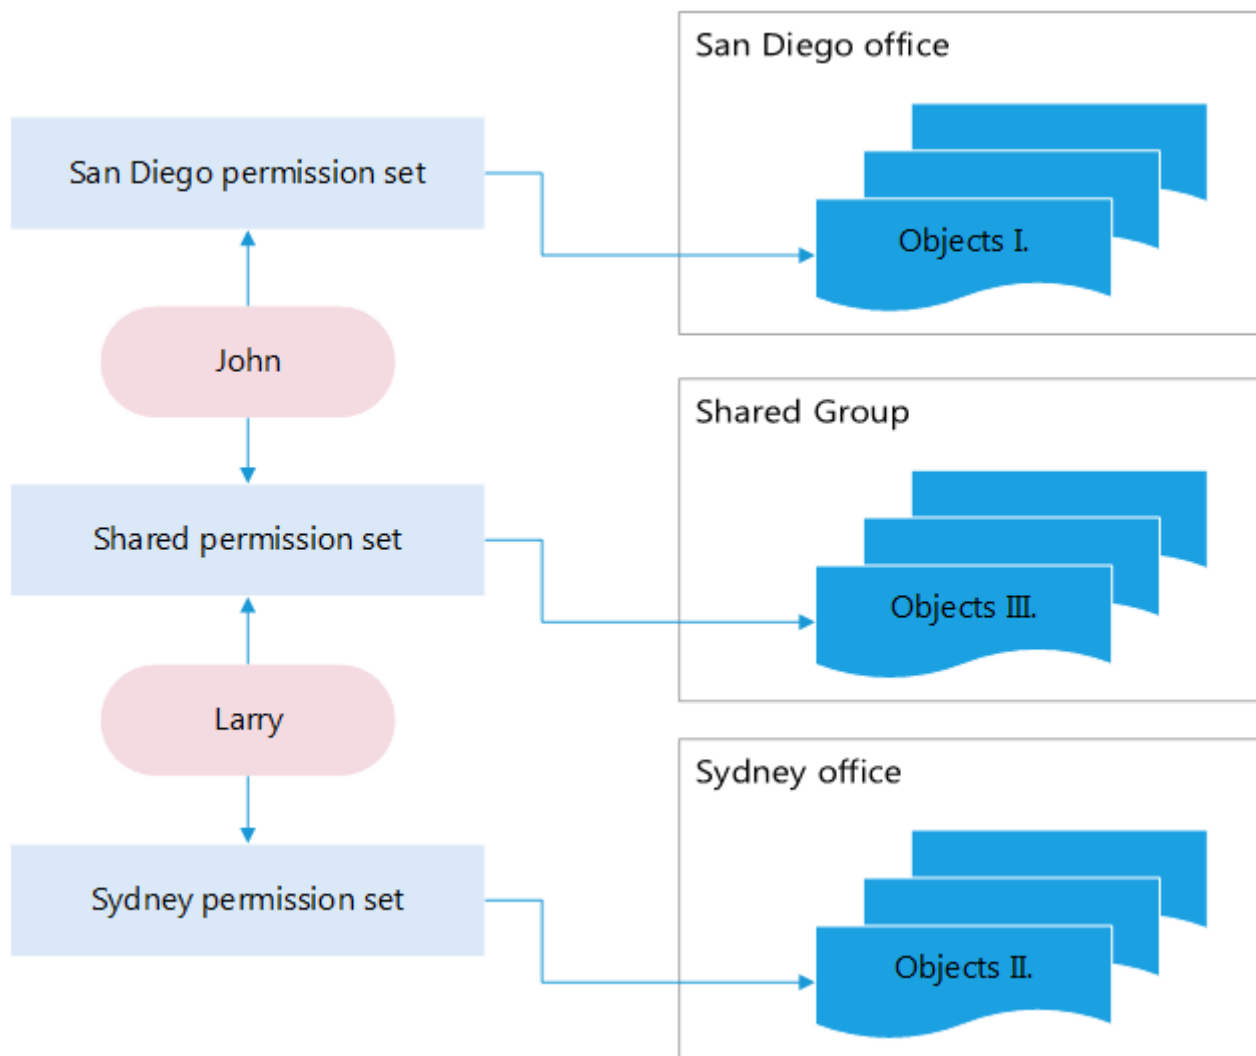 San Diego office
San Diego permission set
Objects I.
John
Shared Group
Shared permission set
Objects III.
Larry
Sydney office
Sydney permission set
Objects II.